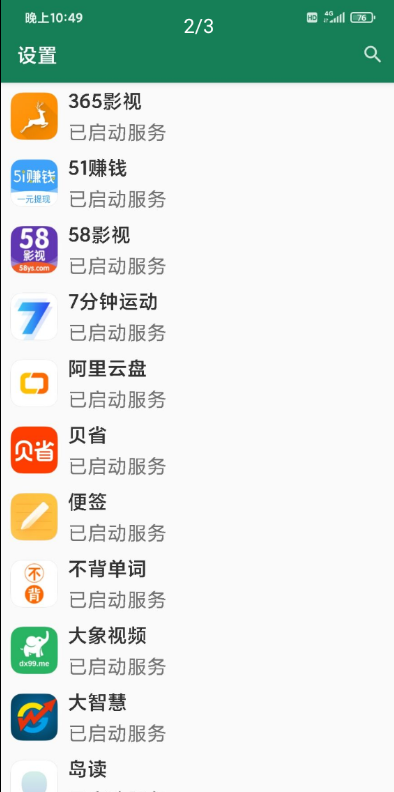 晚上10:49
2/3
HD
4G
76
设置
365影视
已启动服务
5i赚钱
一元提现
51赚钱
已启动服务
58
影视
58ys.com
58影视
已启动服务
7分钟运动
已启动服务
阿里云盘
已启动服务
贝省
贝省
已启动服务
便签
已启动服务
不
背
不背单词
已启动服务
dx99.me
大象视频
已启动服务
大智慧
已启动服务
岛读